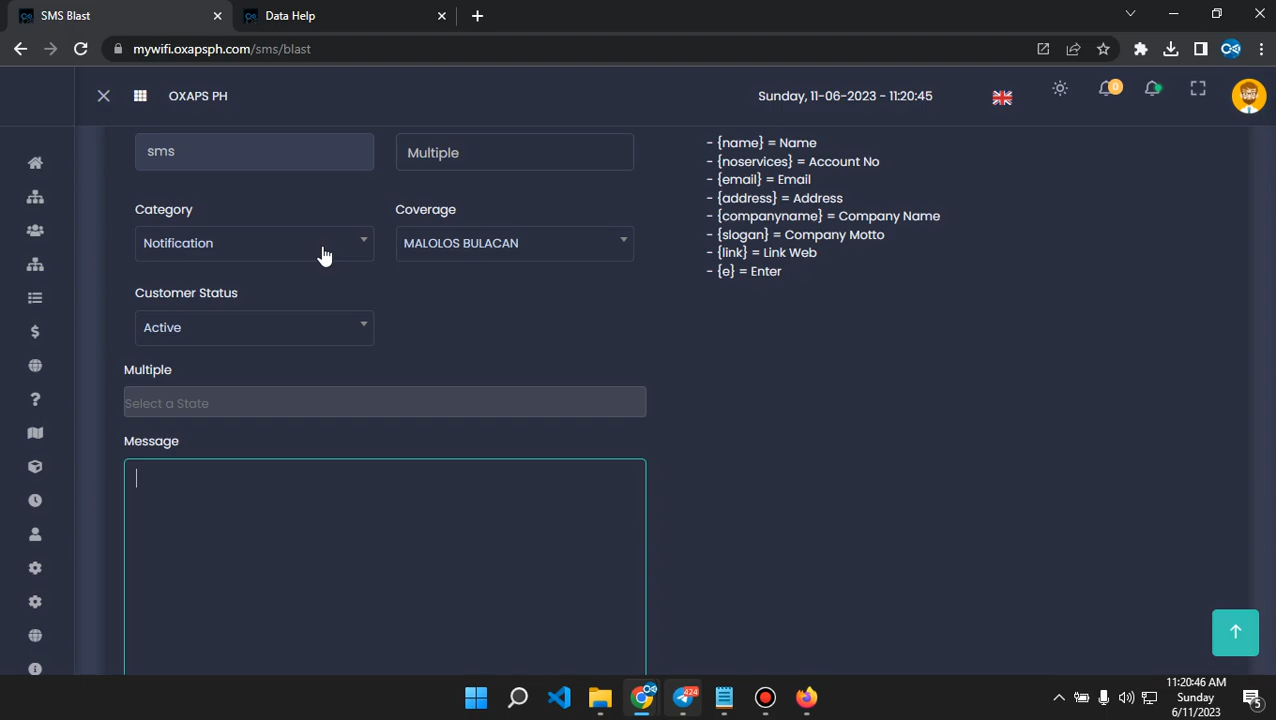 SMS Blast
Data Help
mywifi.oxapsph.com/sms/blast
OXAPS PH
Sunday, 11-06-2023 - 11:20:45
0
sms
Multiple
- {name} = Name
- {noservices} = Account No
- {email} = Email
- {address} = Address
- {companyname} = Company Name
- {slogan} = Company Motto
- {link} = Link Web
- {e} = Enter
Category
Coverage
Notification
MALOLOS BULACAN
Customer Status
Active
Multiple
Select a State
Message
424
11:20:46 AM
Sunday
6/11/2023
5